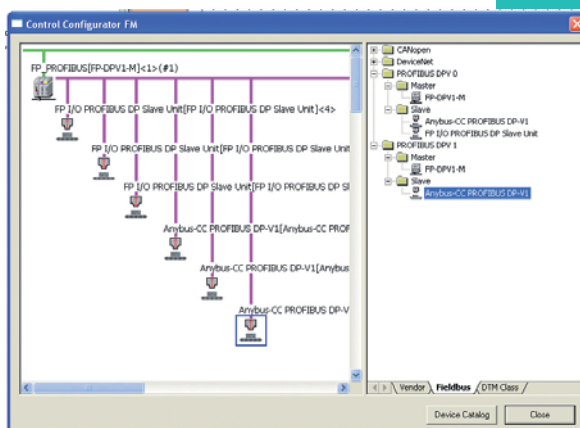 Control Configurator FM
FP_PROFIBUS[FP-DPV1-M]<1>(#1)
FP I/O PROFIBUS DP Slave Unit[FP I/O PROFIBUS DP Slave Unit]<4>
FP I/O PROFIBUS DP Slave Unit[FP I/O PROFIBUS DP Slave Unit
FP I/O PROFIBUS DP Slave Unit[FP I/O PROFIBUS DP Sl
Anybus-CC PROFIBUS DP-V1[Anybus-CC PROF
Anybus-CC PROFIBUS DP-V1[Anybus
Anybus-CC PROFIBUS DP-V
CANopen
DeviceNet
PROFIBUS DPV 0
Master
FP-DPV1-M
Slave
Anybus-CC PROFIBUS DP-V1
FP I/O PROFIBUS DP Slave Unit
PROFIBUS DPV 1
Master
FP-DPV1-M
Slave
Anybus-CC PROFIBUS DP-V1
Vendor Fieldbus DTM Class
Device Catalog Close